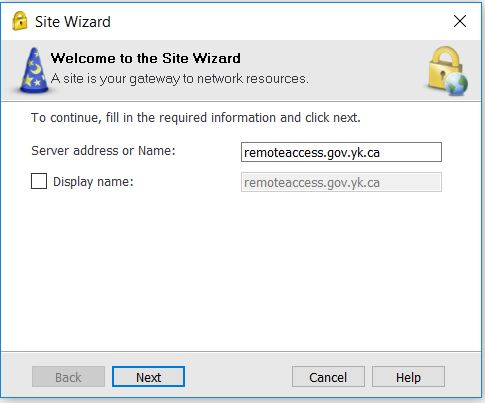 Site Wizard
Welcome to the Site Wizard
A site is your gateway to network resources.
To continue, fill in the required information and click next.
Server address or Name: remoteaccess.gov.yk.ca
Display name: remoteaccess.gov.yk.ca
Back Next Cancel Help